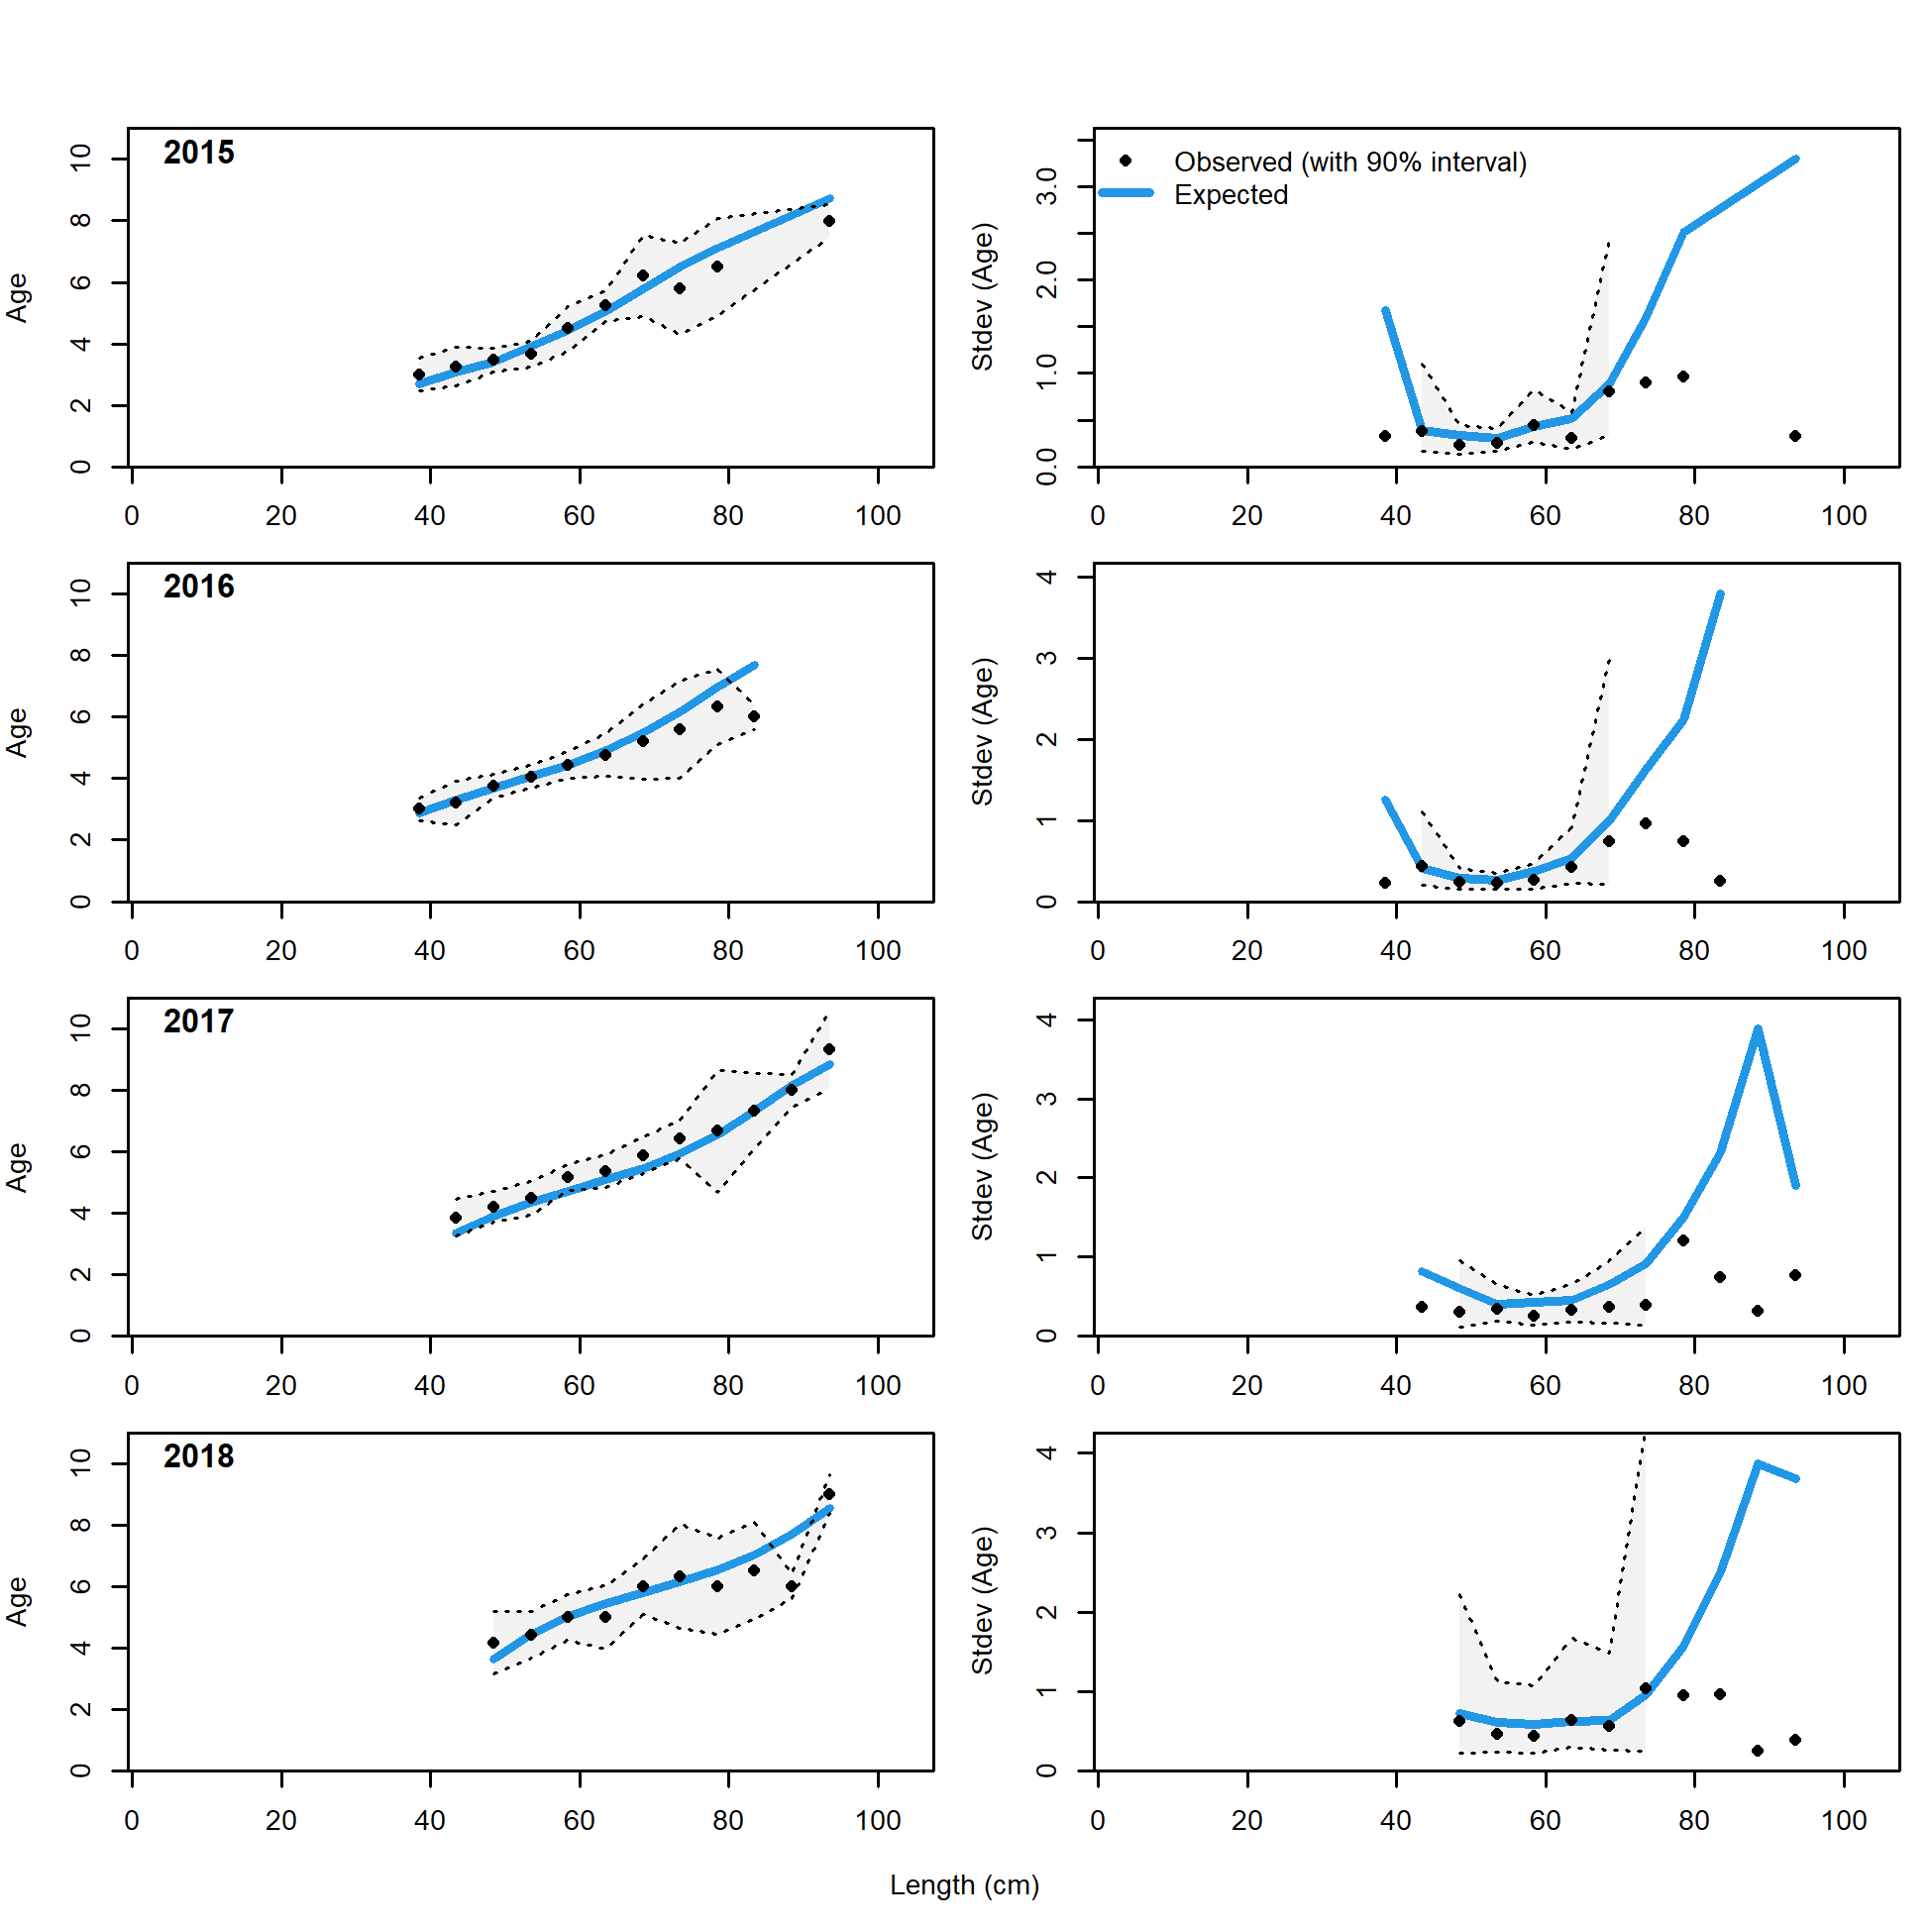 2015
Age
0 2 4 6 8 10
0 20 40 60 80 100
Observed (with 90% interval)
Expected
Stdev (Age)
0.0 1.0 2.0 3.0
0 20 40 60 80 100
2016
Age
0 2 4 6 8 10
0 20 40 60 80 100
Stdev (Age)
0 1 2 3 4
0 20 40 60 80 100
2017
Age
0 2 4 6 8 10
0 20 40 60 80 100
Stdev (Age)
0 1 2 3 4
0 20 40 60 80 100
2018
Age
0 2 4 6 8 10
0 20 40 60 80 100
Stdev (Age)
0 1 2 3 4
0 20 40 60 80 100
Length (cm)